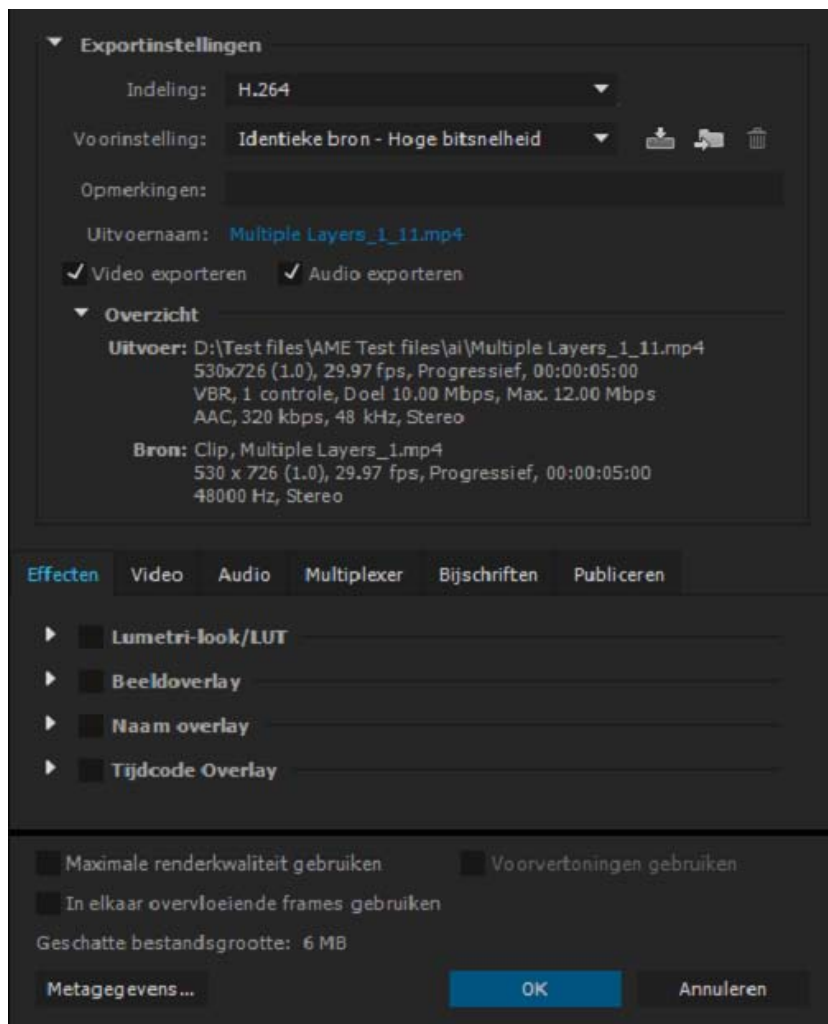 Exportinstellingen
Indeling: H.264
Voorinstelling: Identieke bron - Hoge bitsnelheid
Opmerkingen:
Uitvoernaam: Multiple Layers_1_11.mp4
Video exporteren Audio exporteren
Overzicht
Uitvoer: D:\Test files\AME Test files\ai\Multiple Layers_1_11.mp4
530x726 (1.0), 29.97 fps, Progressief, 00:00:05:00
VBR, 1 controle, Doel 10.00 Mbps, Max. 12.00 Mbps
AAC, 320 kbps, 48 kHz, Stereo
Bron: Clip, Multiple Layers_1.mp4
530 x 726 (1.0), 29.97 fps, Progressief, 00:00:05:00
48000 Hz, Stereo
Effecten Video Audio Multiplexer Bijschriften Publiceren
Lumetri-look/LUT
Beeldoverlay
Naam overlay
Tijdcode Overlay
Maximale renderkwaliteit gebruiken Voorvertoningen gebruiken
In elkaar overvloeiende frames gebruiken
Geschatte bestandsgrootte: 6 MB
Metagegevens... OK Annuleren